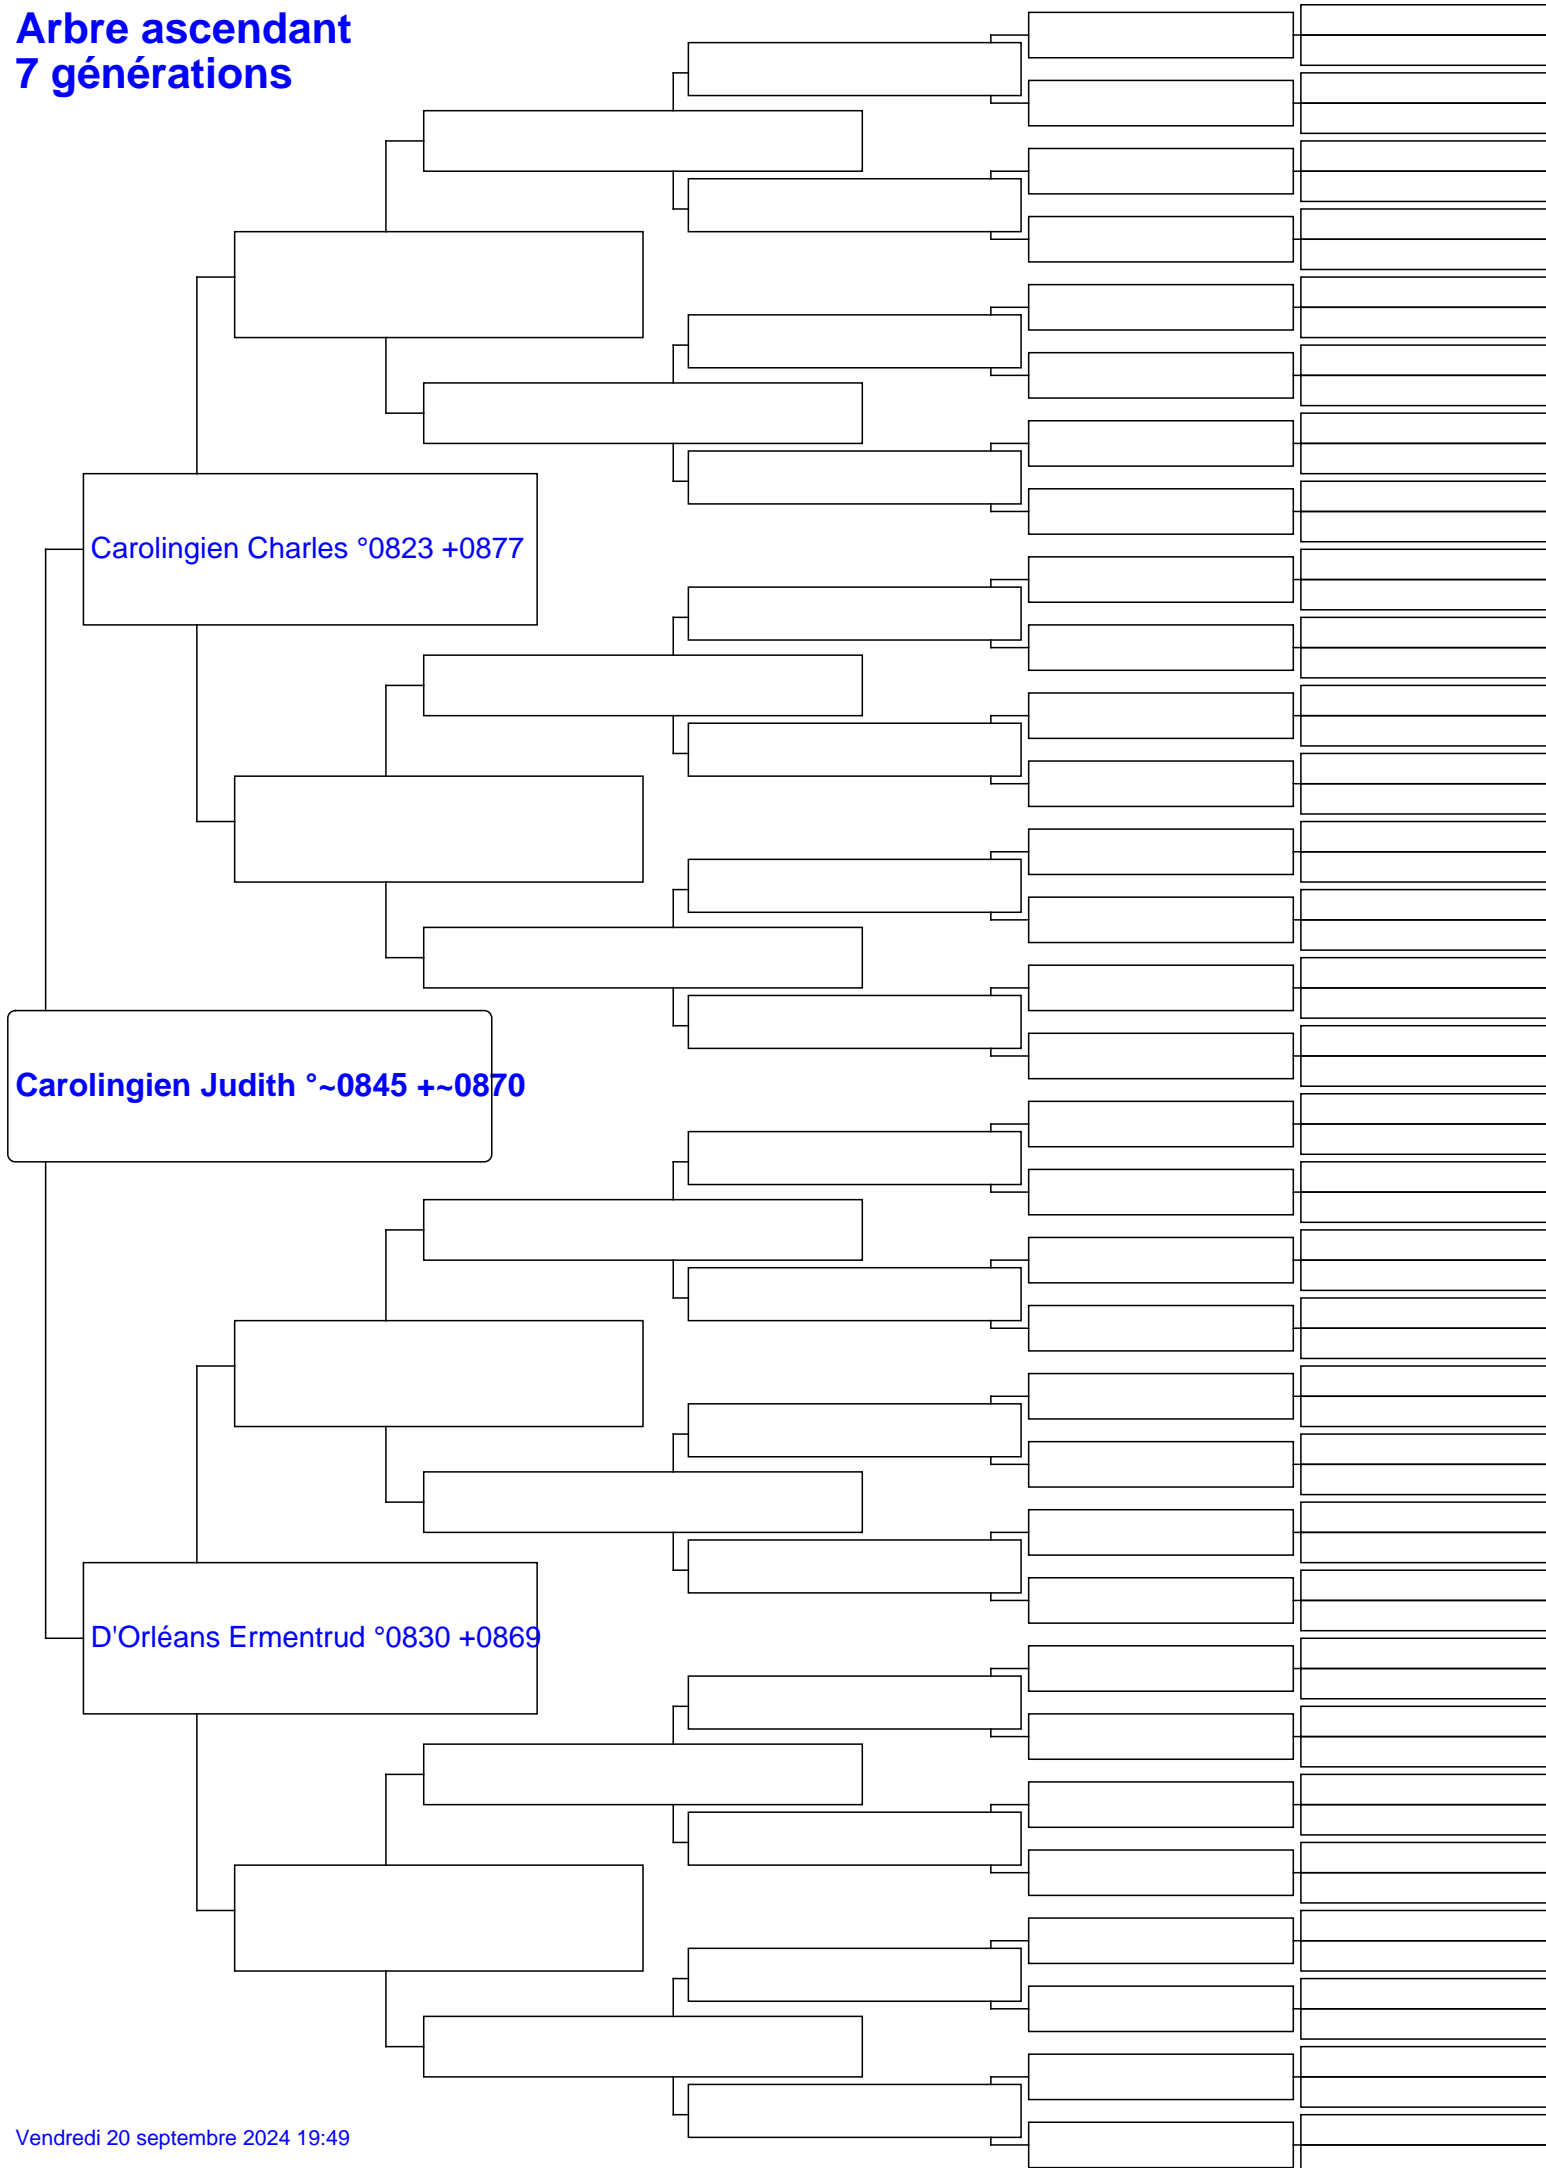 Arbre ascendant
7 générations
Carolingien Charles °0823 +0877
Carolingien Judith °~0845 +~0870
D'Orléans Ermentrud °0830 +0869
Vendredi 20 septembre 2024 19:49